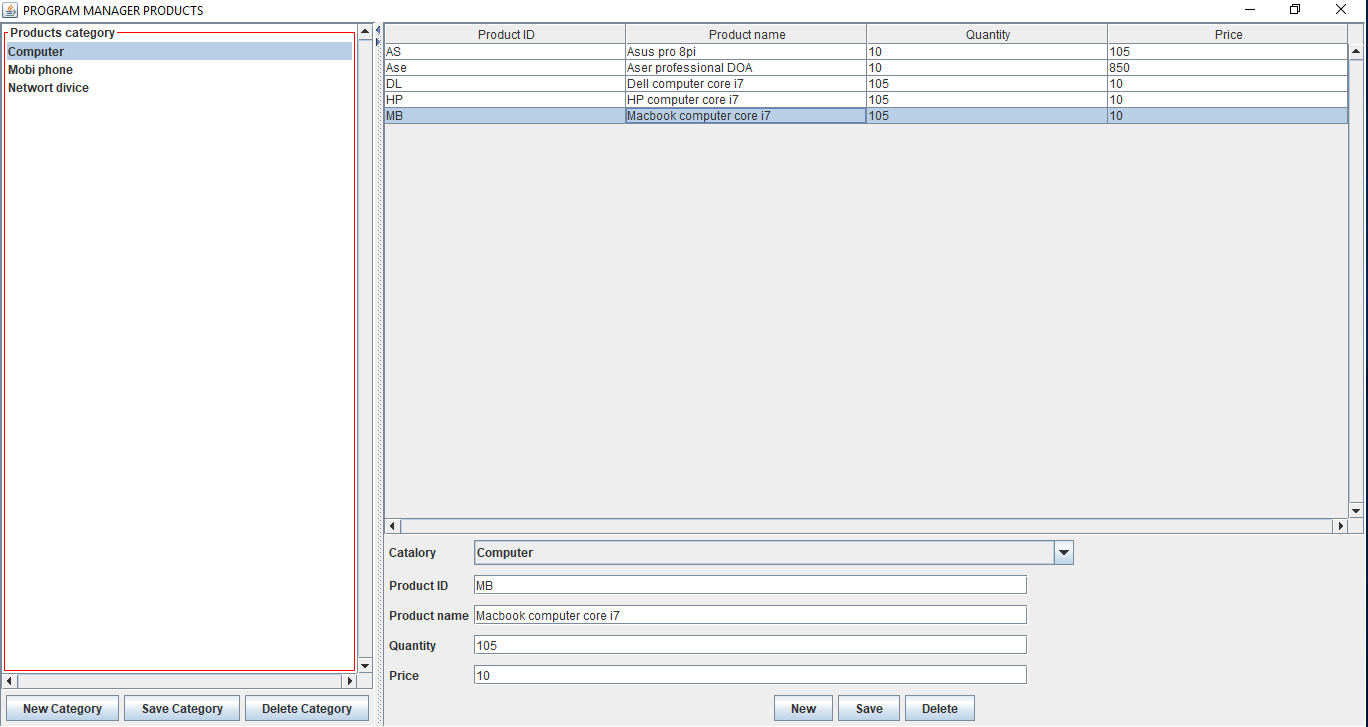 PROGRAM MANAGER PRODUCTS
Products category
Computer
Mobi phone
Networt divice
New Category Save Category Delete Category
Product ID Product name Quantity Price
AS Asus pro 8pi 10 105
Ase Aser professional DOA 10 850
DL Dell computer core i7 105 10
HP HP computer core i7 105 10
MB Macbook computer core i7 105 10
Catalory Computer
Product ID MB
Product name Macbook computer core i7
Quantity 105
Price 10
New Save Delete